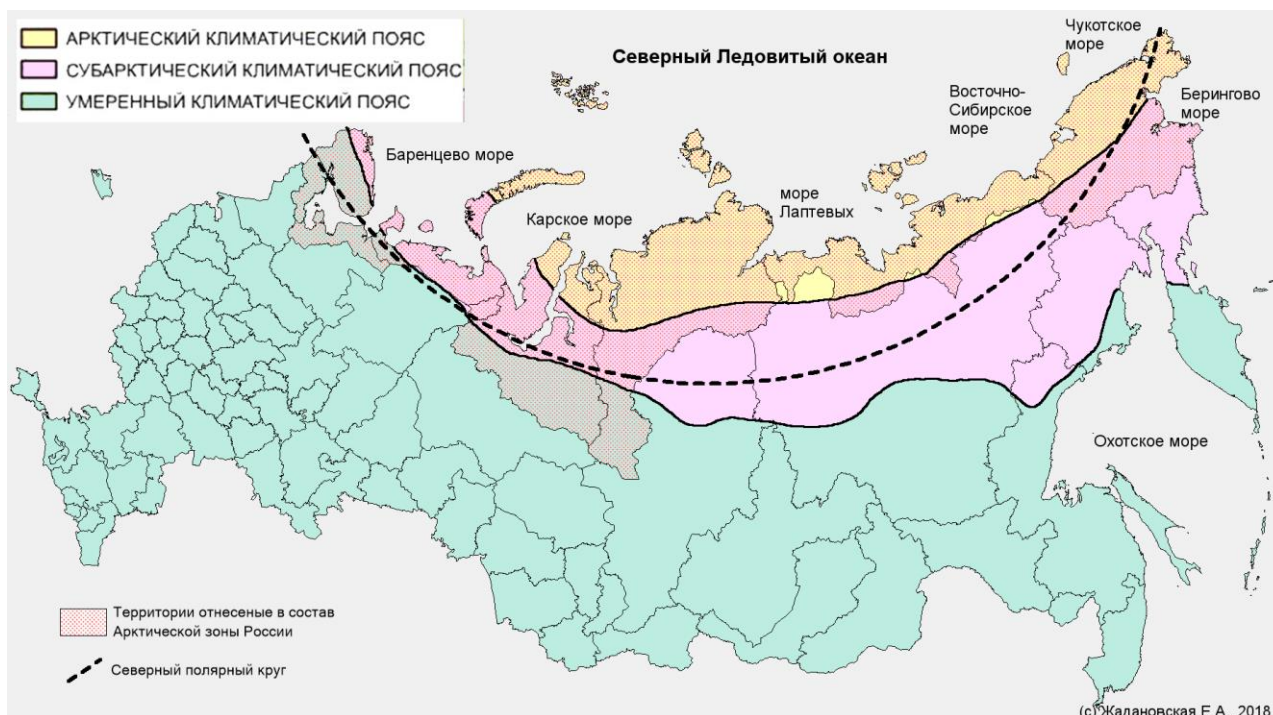 АРКТИЧЕСКИЙ КЛИМАТИЧЕСКИЙ ПОЯС
СУБАРКТИЧЕСКИЙ КЛИМАТИЧЕСКИЙ ПОЯС
УМЕРЕННЫЙ КЛИМАТИЧЕСКИЙ ПОЯС
Северный Ледовитый океан
Чукотское
море
Восточно-
Сибирское
море
Берингово
море
Баренцево море
Карское море
море
Лаптевых
Охотское море
Территории отнесеные в состав
Арктической зоны России
Северный полярный круг
(с) Жадановская Е.А., 2018